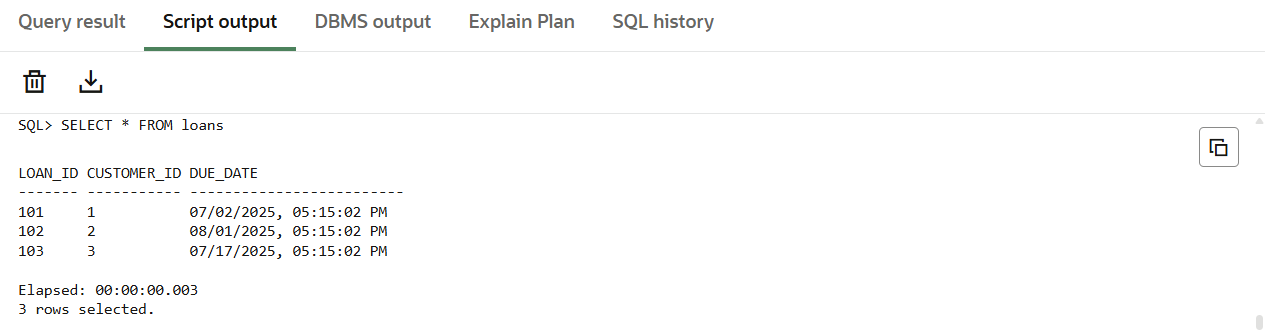 Query result Script output DBMS output Explain Plan SQL history
SQL> SELECT * FROM loans
LOAN_ID CUSTOMER_ID DUE_DATE
------- ----------- -------------------------
101 1 07/02/2025, 05:15:02 PM
102 2 08/01/2025, 05:15:02 PM
103 3 07/17/2025, 05:15:02 PM
Elapsed: 00:00:00.003
3 rows selected.